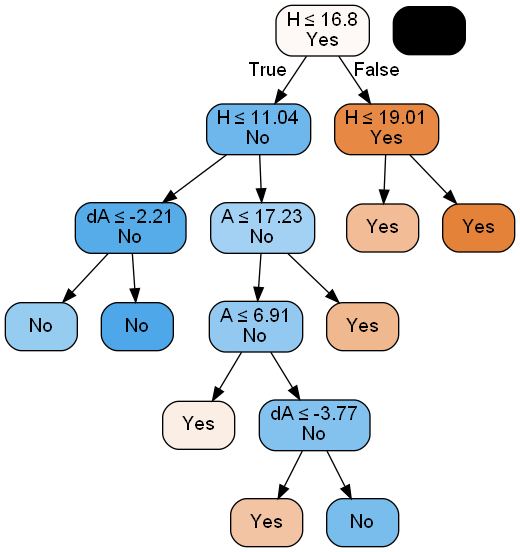 H ≤ 16.8
Yes
True
False
H ≤ 11.04
No
H ≤ 19.01
Yes
dA ≤ -2.21
No
A ≤ 17.23
No
Yes
Yes
No
No
A ≤ 6.91
No
Yes
Yes
dA ≤ -3.77
No
Yes
No